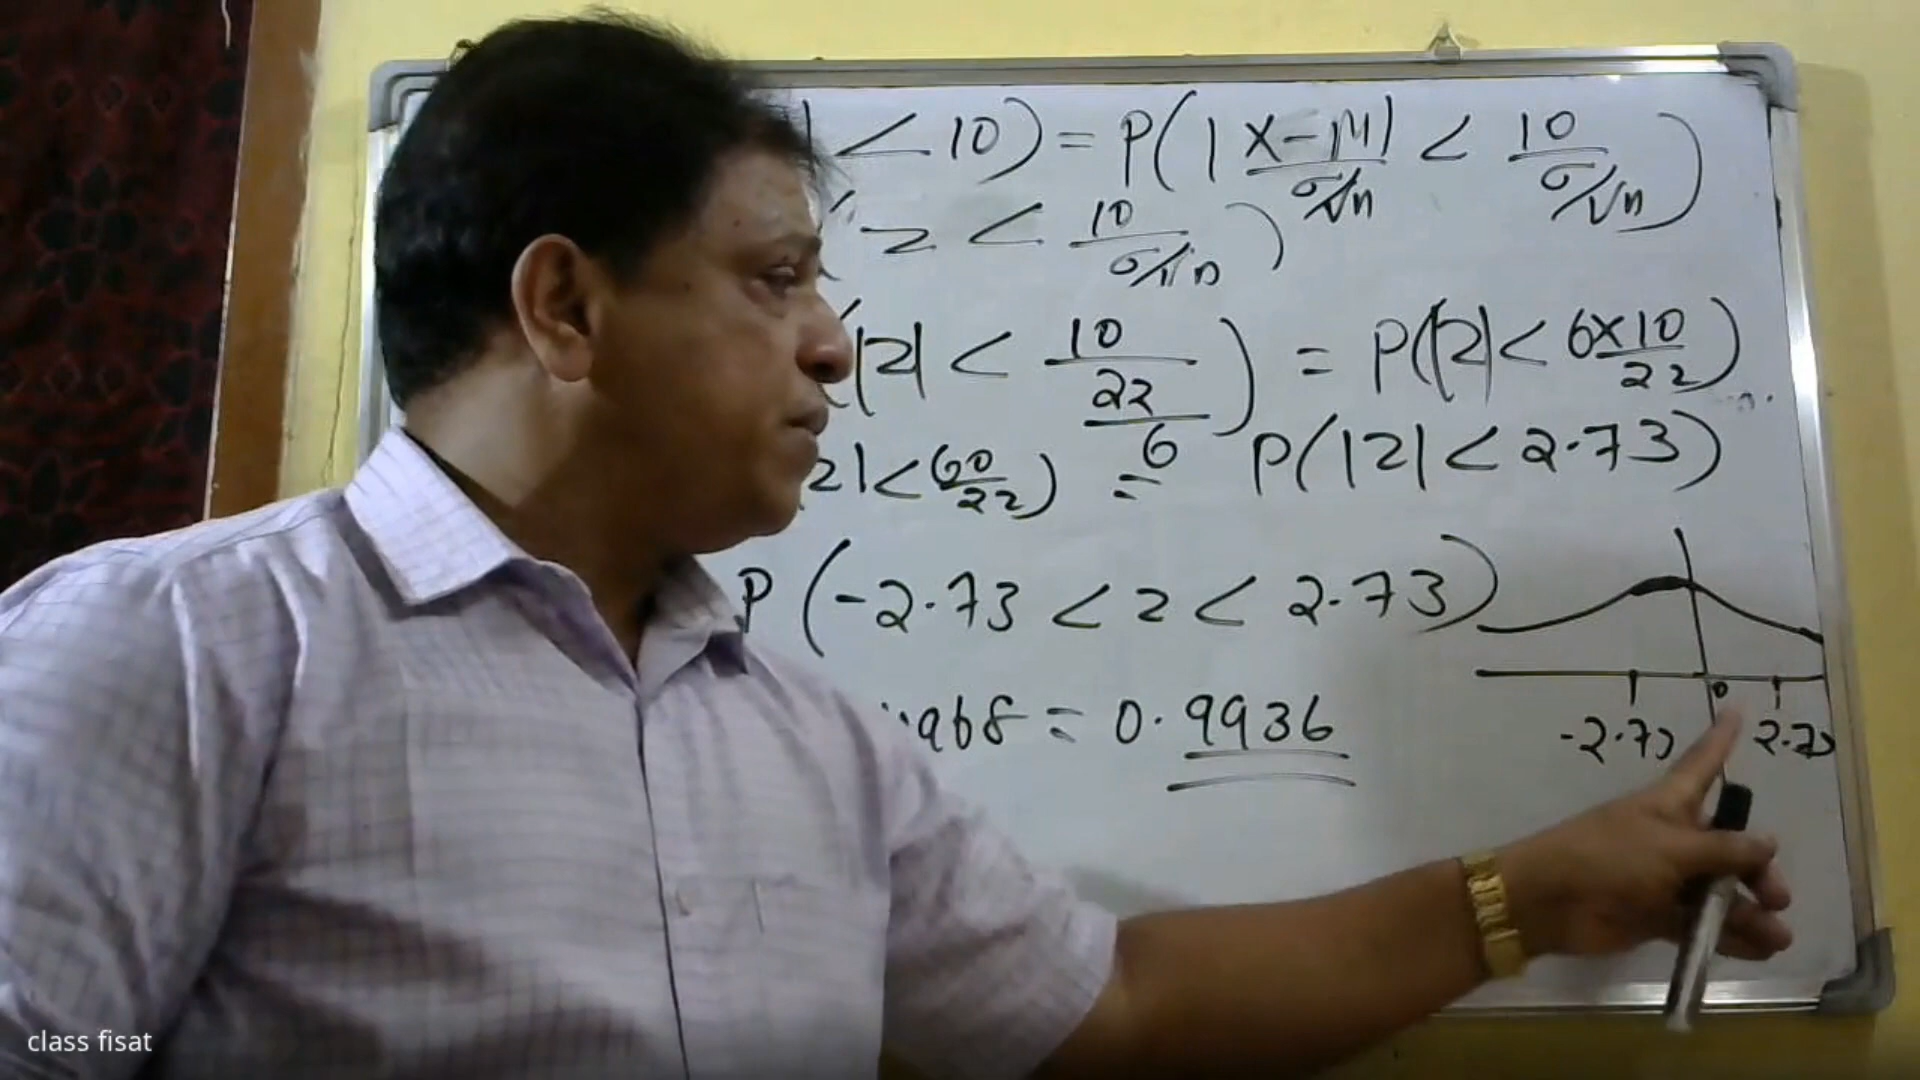 | < 10) = P(| X-M| / σ/√n < 10 / σ/√n )
z < 10 / σ/√n )
|z| < 10 / 22/6 ) = P(|z| < 6×10 / 22 )
z| < 60/22 ) = P(|z| < 2.73)
P (-2.73 < z < 2.73)
968 = 0.9936
0
-2.73 2.73
class fisat